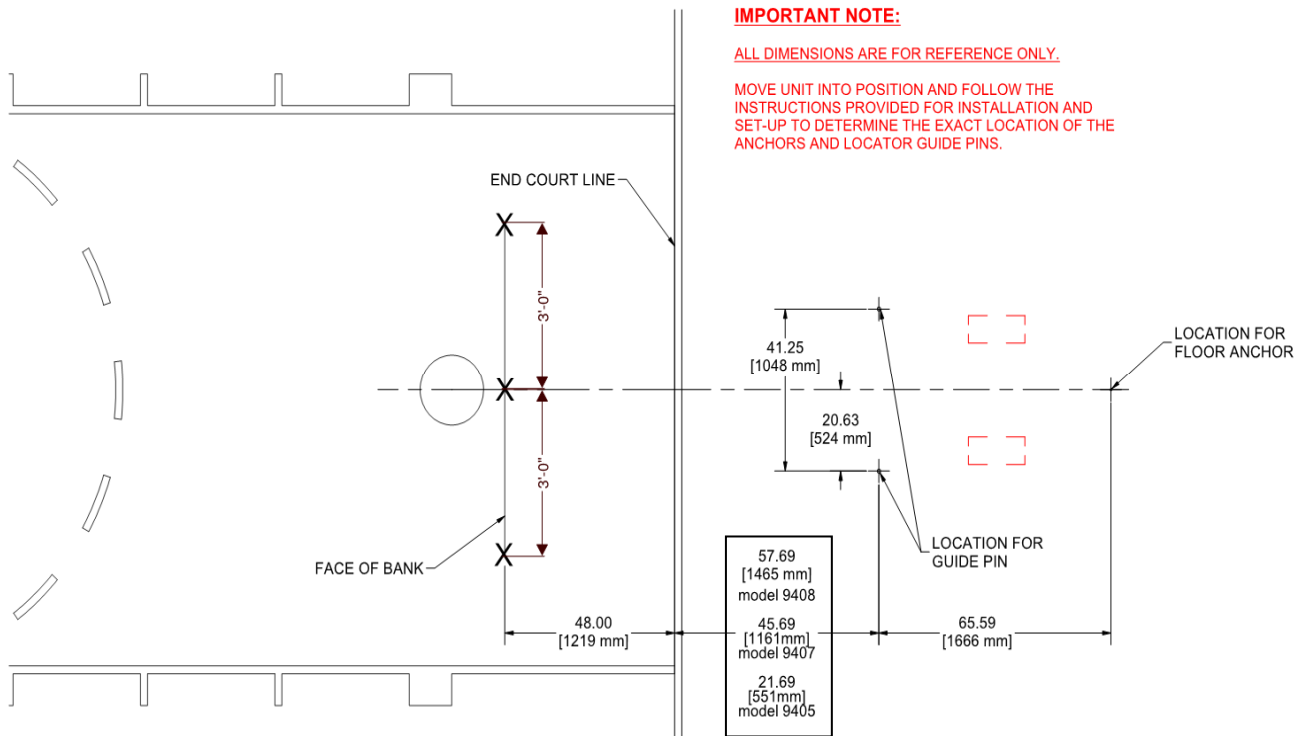 IMPORTANT NOTE:
ALL DIMENSIONS ARE FOR REFERENCE ONLY.
MOVE UNIT INTO POSITION AND FOLLOW THE
INSTRUCTIONS PROVIDED FOR INSTALLATION AND
SET-UP TO DETERMINE THE EXACT LOCATION OF THE
ANCHORS AND LOCATOR GUIDE PINS.
END COURT LINE
X
3'-0"
X
3'-0"
X
FACE OF BANK
41.25
[1048 mm]
20.63
[524 mm]
LOCATION FOR
FLOOR ANCHOR
LOCATION FOR
GUIDE PIN
48.00
[1219 mm]
57.69
[1465 mm]
model 9408
45.69
[1161mm]
model 9407
21.69
[551mm]
model 9405
65.59
[1666 mm]